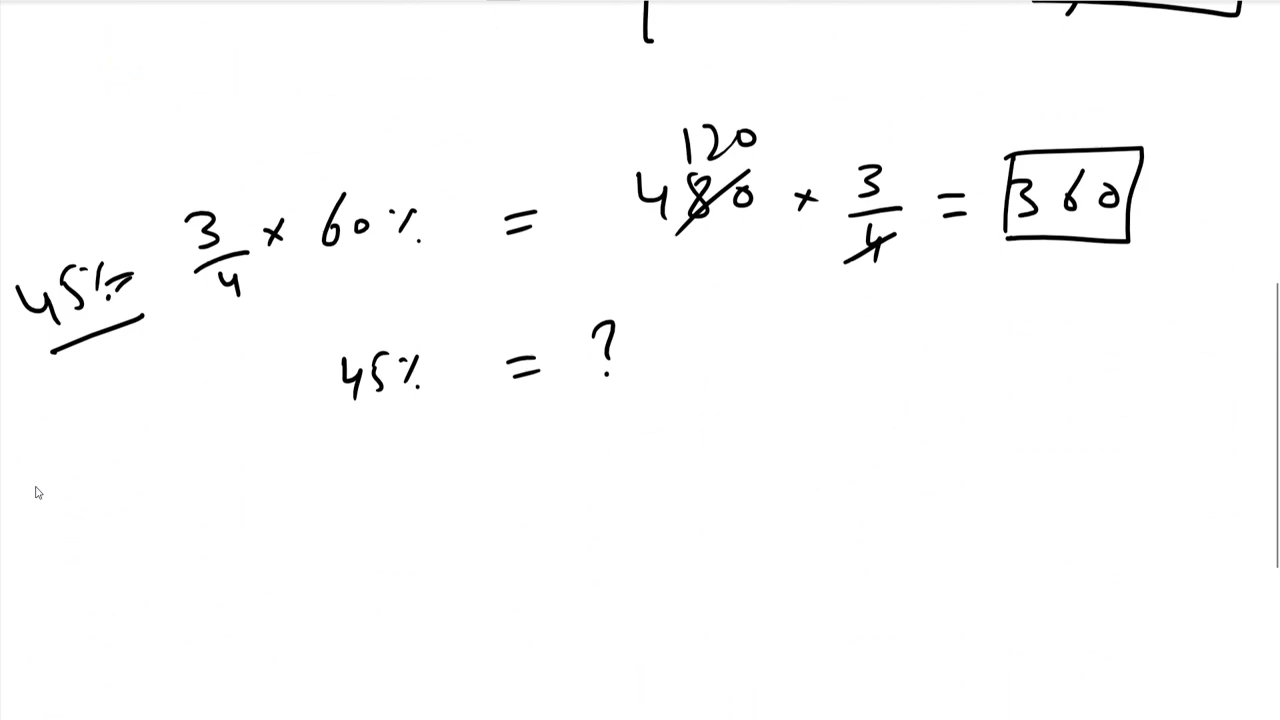 120
45% = 3/4 × 60% = 480 × 3/4 = 360
45% = ?